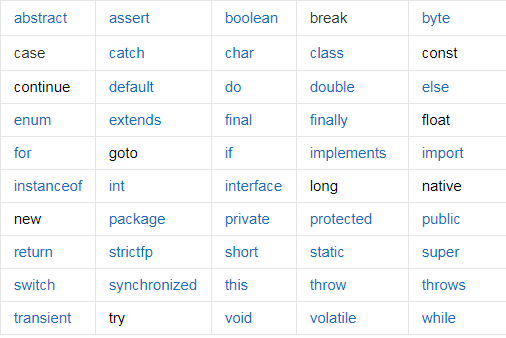 abstract assert boolean break byte
case catch char class const
continue default do double else
enum extends final finally float
for goto if implements import
instanceof int interface long native
new package private protected public
return strictfp short static super
switch synchronized this throw throws
transient try void volatile while